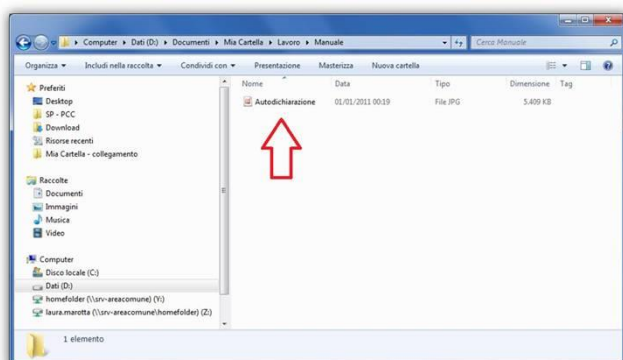 Computer ▸ Dati (D:) ▸ Documenti ▸ Mia Cartella ▸ Lavoro ▸ Manuale
Cerca Manuale
Organizza Includi nella raccolta Condividi con Presentazione Masterizza Nuova cartella
Nome Data Tipo Dimensione Tag
Autodichiarazione 01/01/2011 00:19 File JPG 5.409 KB
Preferiti
Desktop
SP - PCC
Download
Risorse recenti
Mia Cartella - collegamento
Raccolte
Documenti
Immagini
Musica
Video
Computer
Disco locale (C:)
Dati (D:)
homefolder (\\srv-areacomune) (Y:)
laura.marotta (\\srv-areacomune\homefolder) (Z:)
1 elemento